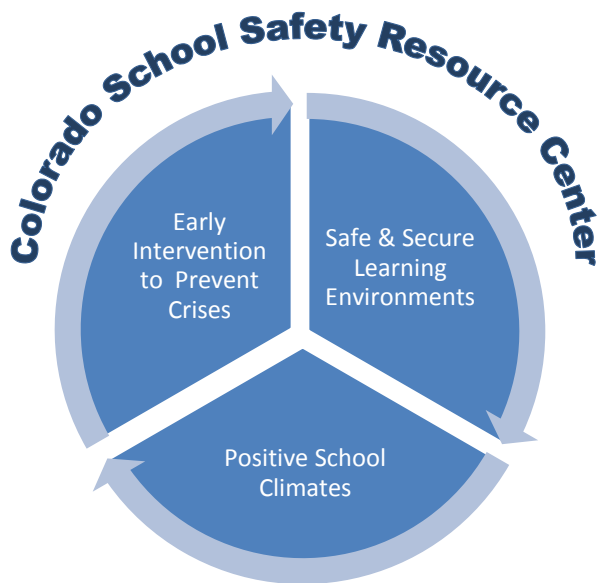 Colorado School Safety Resource Center
Early
Intervention
to Prevent
Crises
Safe & Secure
Learning
Environments
Positive School
Climates